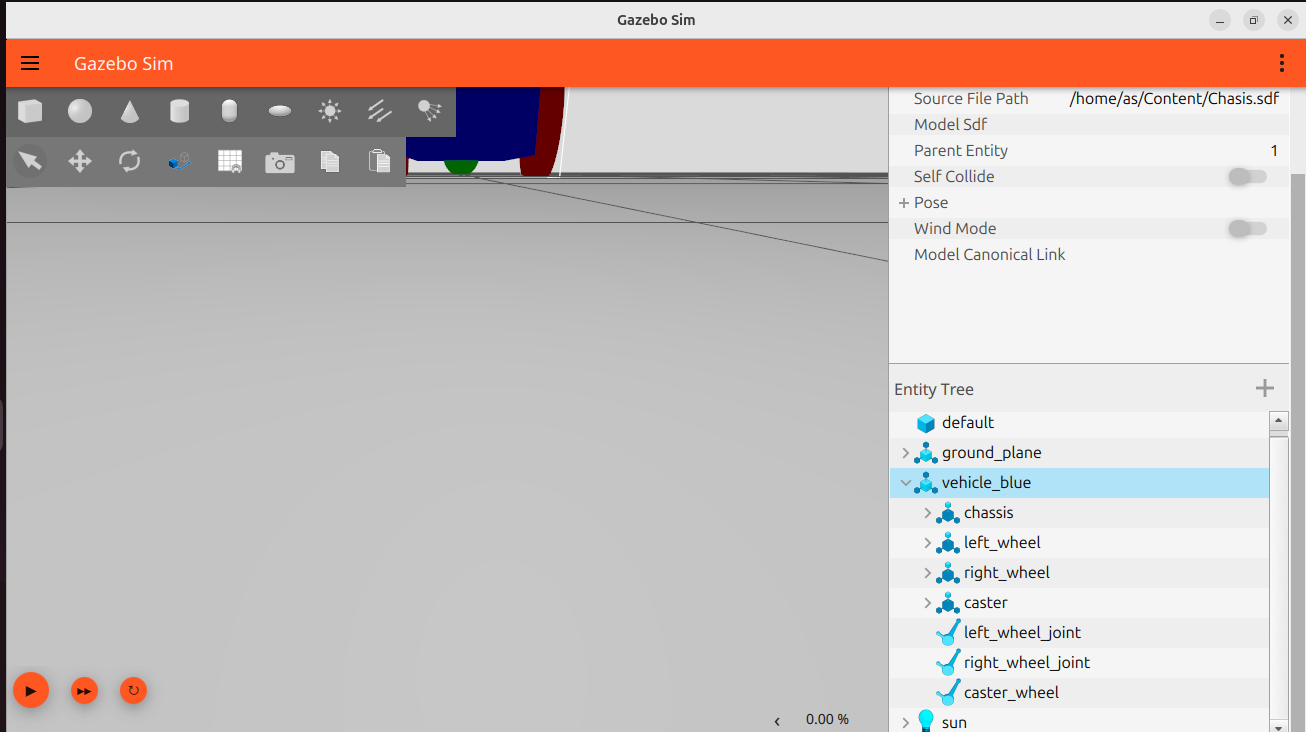 Gazebo Sim
Gazebo Sim
Source File Path /home/as/Content/Chasis.sdf
Model Sdf
Parent Entity 1
Self Collide
Pose
Wind Mode
Model Canonical Link
Entity Tree
default
ground_plane
vehicle_blue
chassis
left_wheel
right_wheel
caster
left_wheel_joint
right_wheel_joint
caster_wheel
sun
0.00 %